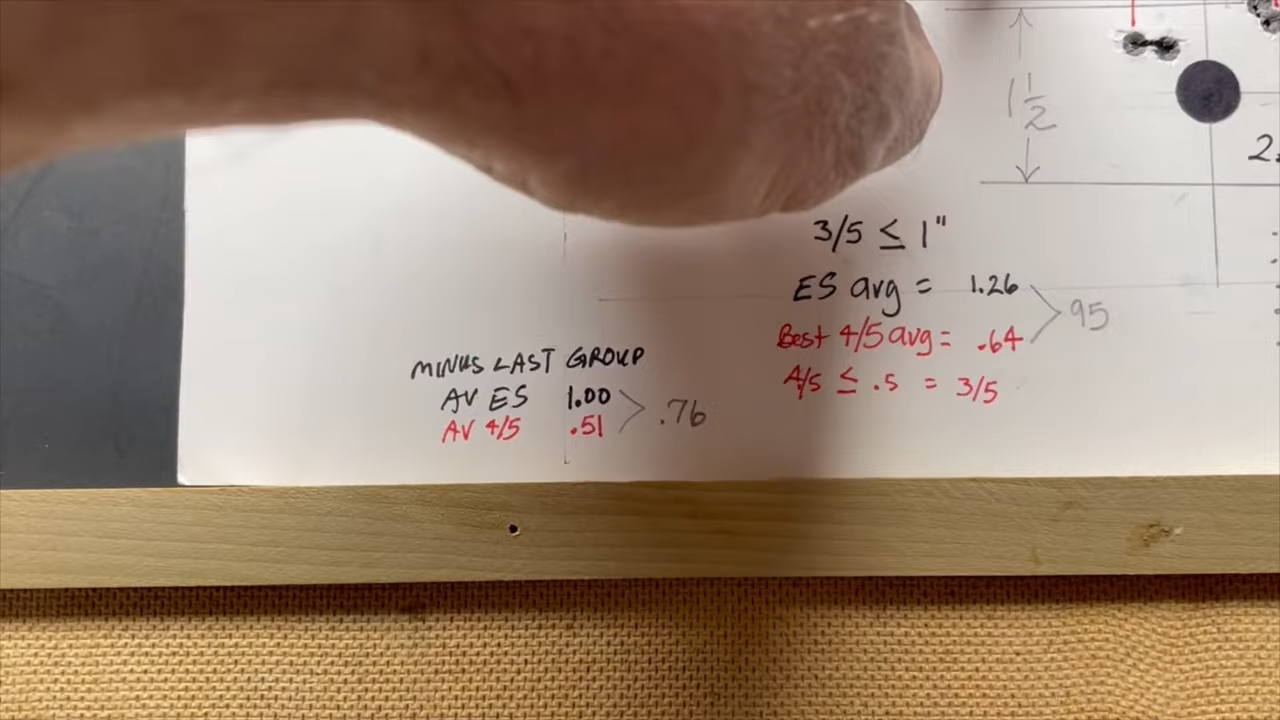 1 1/2
2.
3/5 ≤ 1"
ES avg = 1.26
95
Best 4/5 avg = .64
4/5 ≤ .5 = 3/5
MINUS LAST GROUP
AV ES 1.00
.76
AV 4/5 .51